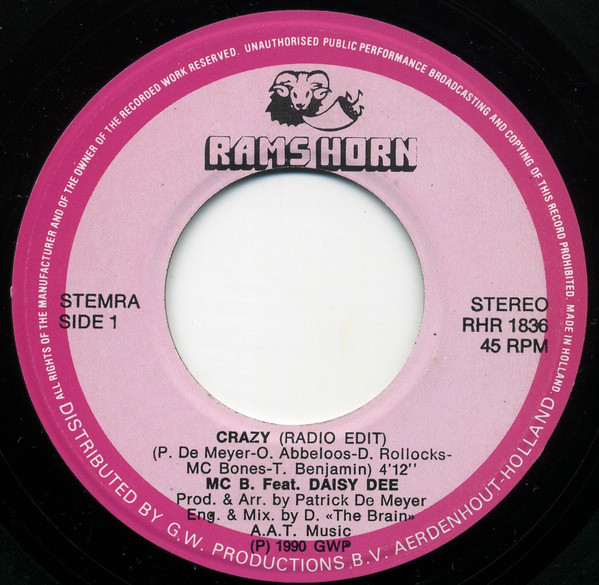 ALL RIGHTS OF THE MANUFACTURER AND OF THE OWNER OF THE RECORDED WORK RESERVED. UNAUTHORISED PUBLIC PERFORMANCE BROADCASTING AND COPYING OF THIS RECORD PROHIBITED. MADE IN HOLLAND
RAMS HORN
STEMRA
SIDE 1
STEREO
RHR 1836
45 RPM
CRAZY (RADIO EDIT)
(P. De Meyer-O. Abbeloos-D. Rollocks-
MC Bones-T. Benjamin) 4'12''
MC B. Feat. DAISY DEE
Prod. & Arr. by Patrick De Meyer
Eng. & Mix. by D. «The Brain»
A.A.T. Music
(P) 1990 GWP
DISTRIBUTED BY G.W. PRODUCTIONS B.V. AERDENHOUT-HOLLAND